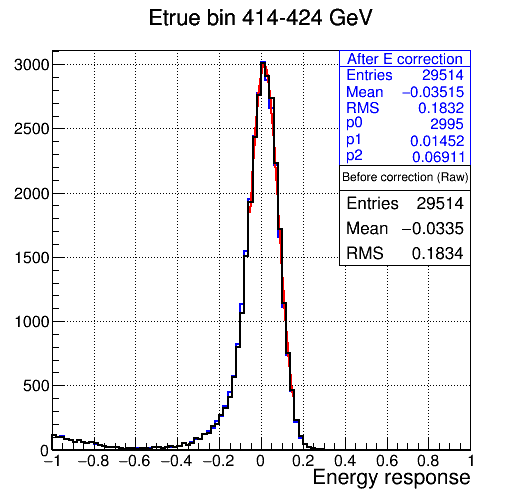 Etrue bin 414-424 GeV
After E correction
Entries 29514
Mean −0.03515
RMS 0.1832
p0 2995
p1 0.01452
p2 0.06911
Before correction (Raw)
Entries 29514
Mean −0.0335
RMS 0.1834
3000
2500
2000
1500
1000
500
0
−1 −0.8 −0.6 −0.4 −0.2 0 0.2 0.4 0.6 0.8 1
Energy response